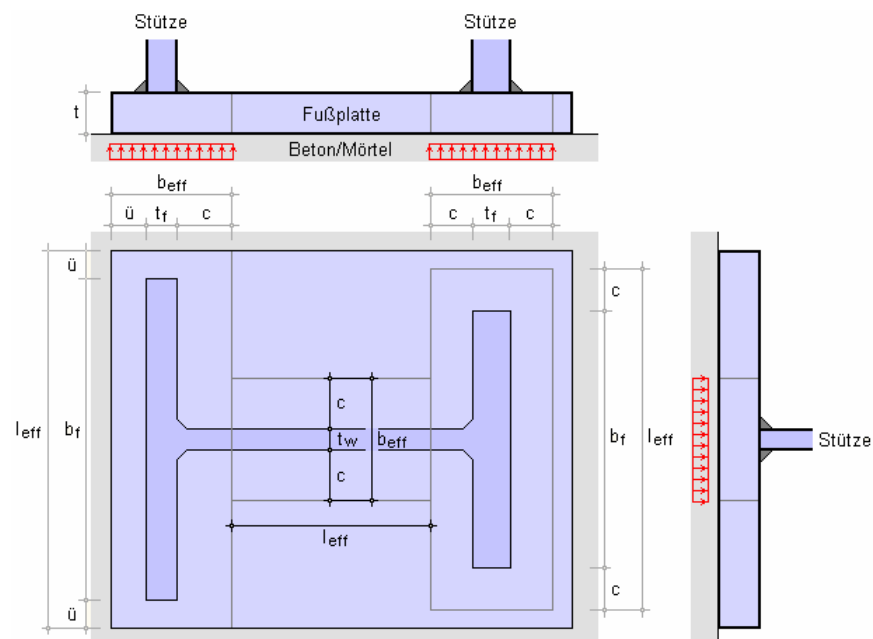 Stütze Stütze
t
Fußplatte
Beton/Mörtel
beff beff
ü tf c c tf c
ü
c
c
leff bf tw beff bf leff Stütze
c
leff
c
ü